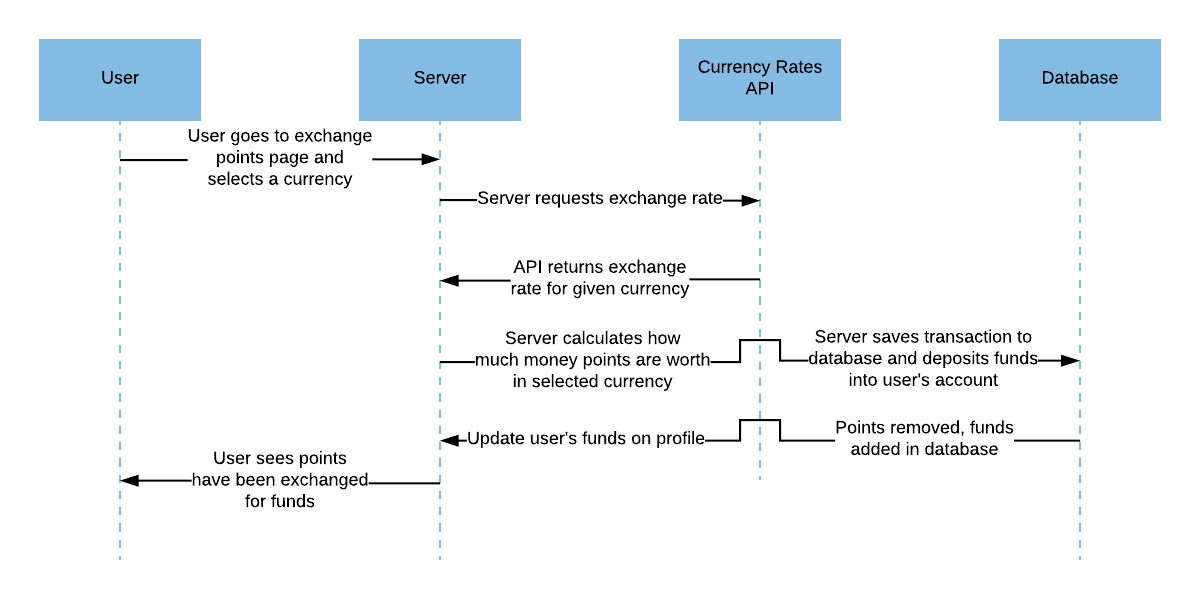 User
Server
Currency Rates
API
Database
User goes to exchange
points page and
selects a currency
Server requests exchange rate
API returns exchange
rate for given currency
Server calculates how
much money points are worth
in selected currency
Server saves transaction to
database and deposits funds
into user's account
Update user's funds on profile
Points removed, funds
added in database
User sees points
have been exchanged
for funds